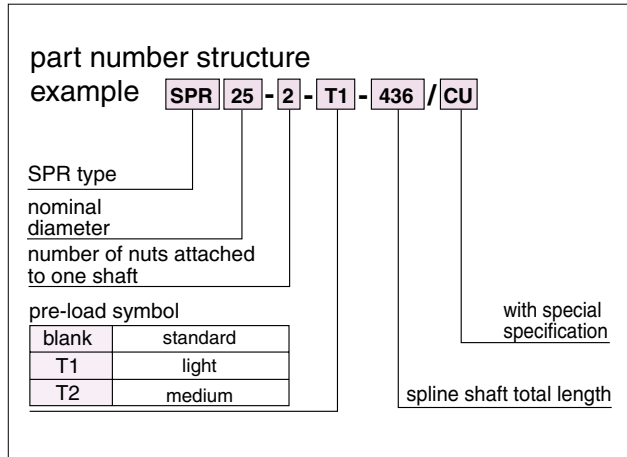 part number structure
example SPR 25 - 2 - T1 - 436 / CU
SPR type
nominal
diameter
number of nuts attached
to one shaft
pre-load symbol
blank standard
T1 light
T2 medium
with special
specification
spline shaft total length